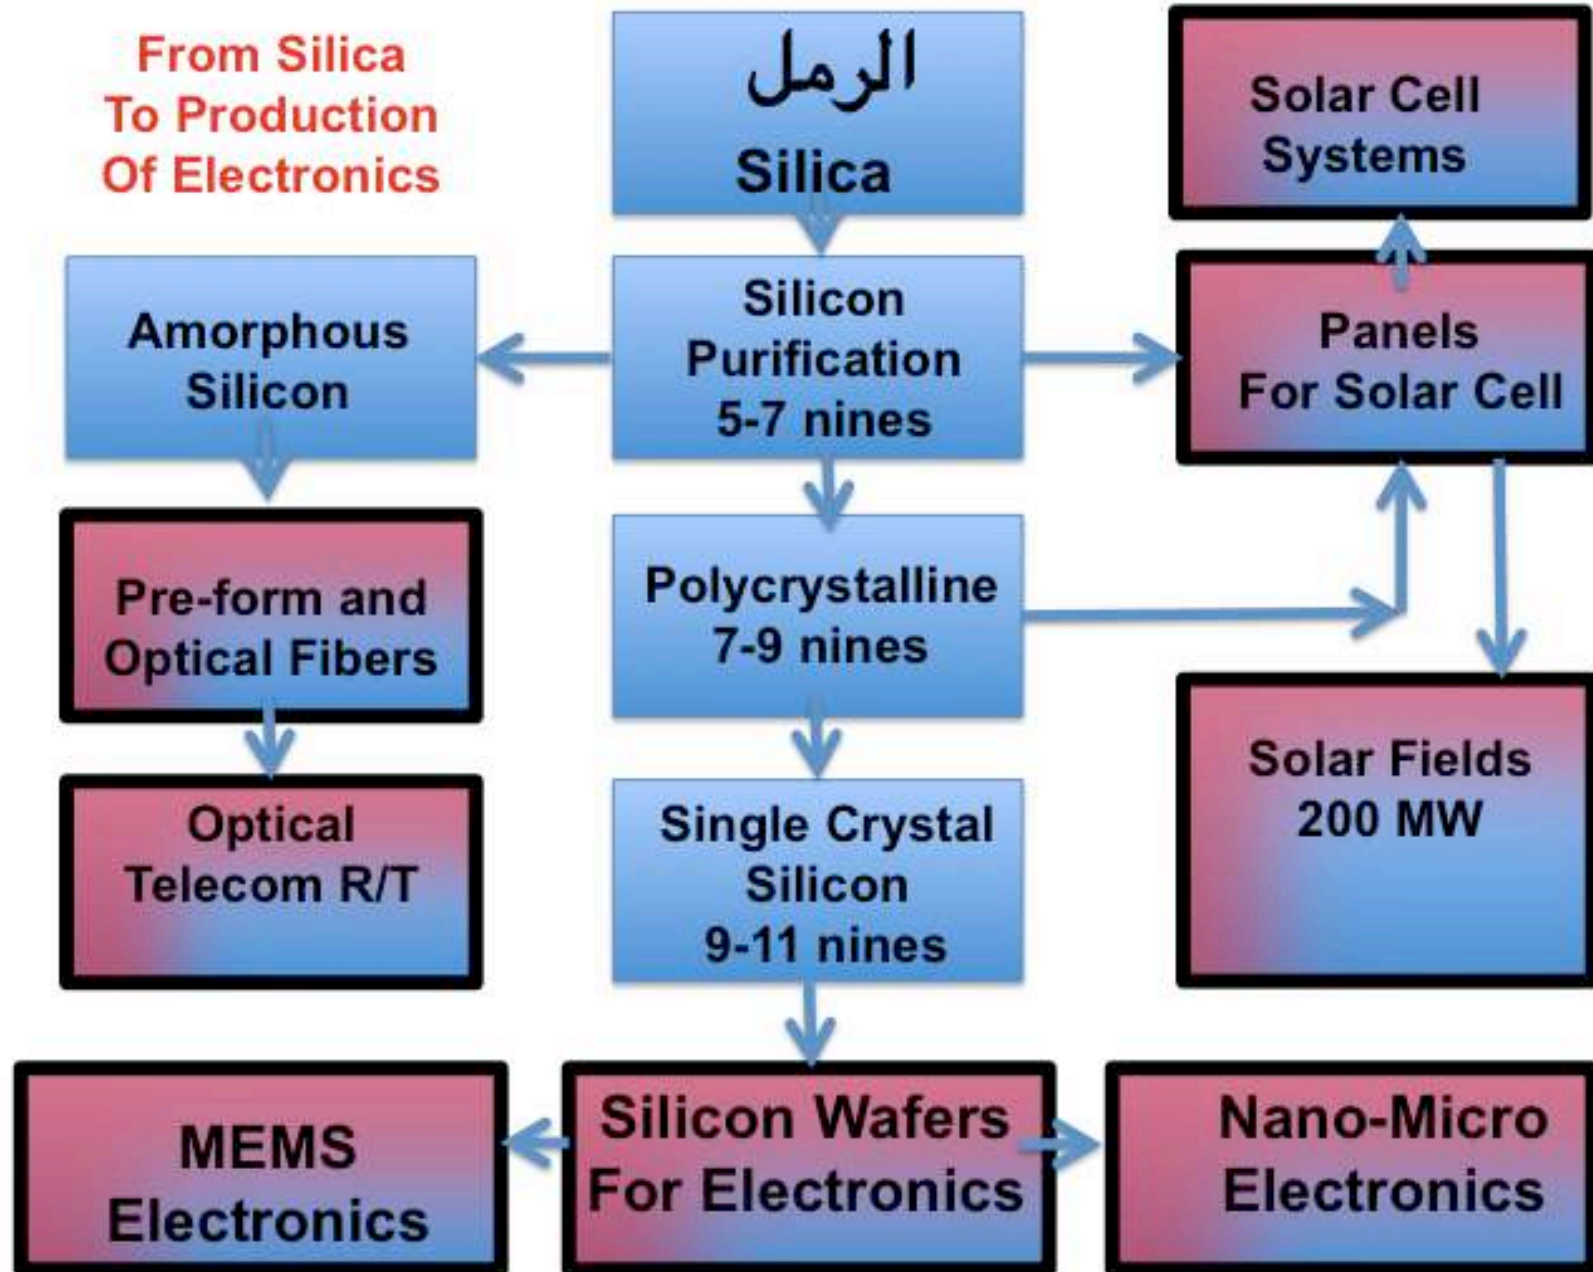 From Silica
To Production
Of Electronics
الرمل
Silica
Solar Cell
Systems
Amorphous
Silicon
Silicon
Purification
5-7 nines
Panels
For Solar Cell
Pre-form and
Optical Fibers
Polycrystalline
7-9 nines
Optical
Telecom R/T
Single Crystal
Silicon
9-11 nines
Solar Fields
200 MW
MEMS
Electronics
Silicon Wafers
For Electronics
Nano-Micro
Electronics